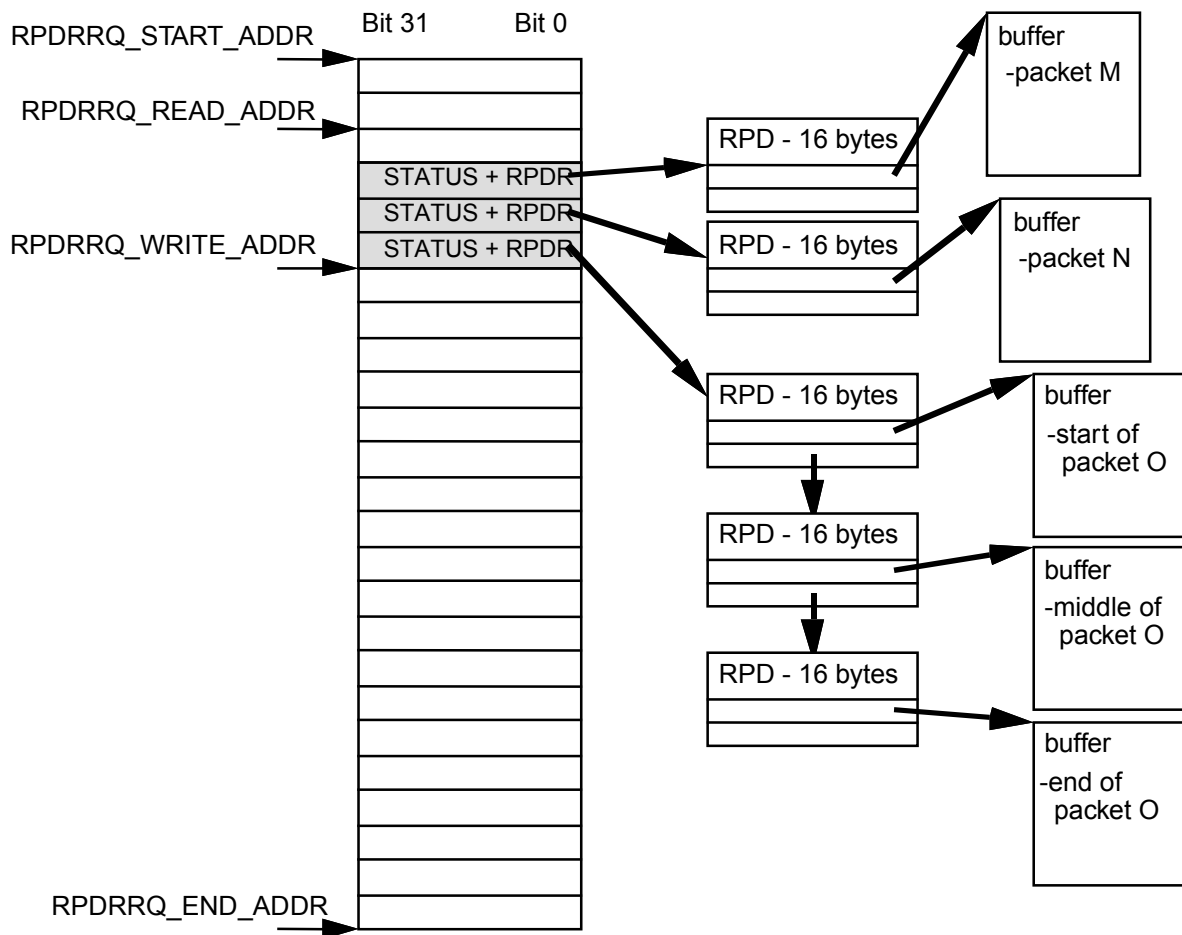 Bit 31 Bit 0
RPDRRQ_START_ADDR
RPDRRQ_READ_ADDR
STATUS + RPDR
STATUS + RPDR
STATUS + RPDR
RPDRRQ_WRITE_ADDR
RPDRRQ_END_ADDR
RPD - 16 bytes
RPD - 16 bytes
RPD - 16 bytes
RPD - 16 bytes
RPD - 16 bytes
buffer
-packet M
buffer
-packet N
buffer
-start of
packet O
buffer
-middle of
packet O
buffer
-end of
packet O